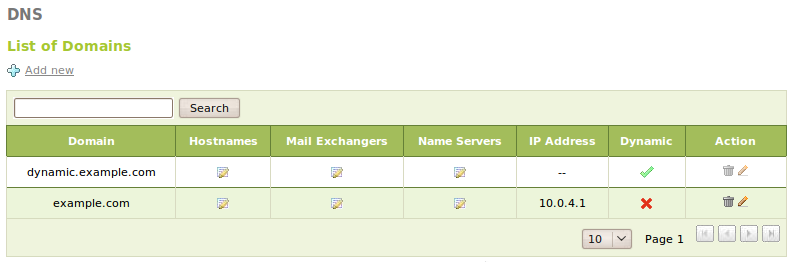 DNS
List of Domains
Add new
Search
Domain Hostnames Mail Exchangers Name Servers IP Address Dynamic Action
dynamic.example.com --
example.com 10.0.4.1
10 Page 1